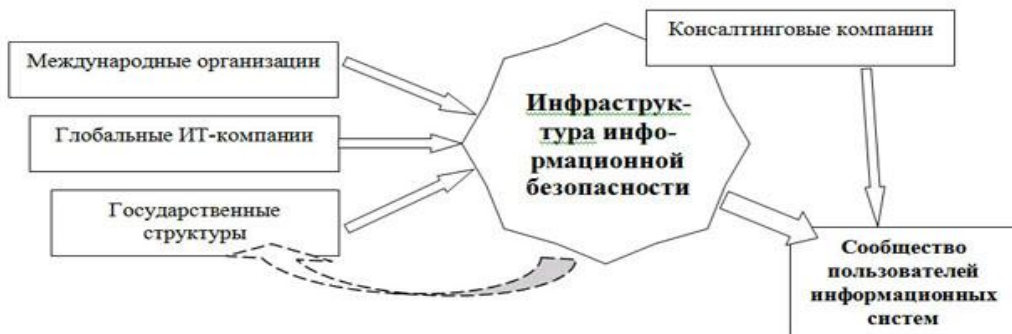 Консалтинговые компании
Международные организации
Глобальные ИТ-компании
Государственные
структуры
Инфраструк-
тура инфо-
рмационной
безопасности
Сообщество
пользователей
информационных
систем